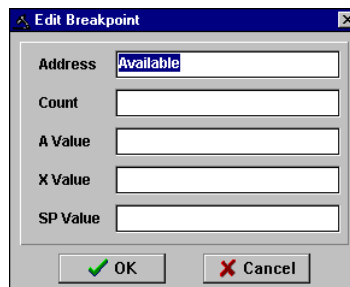 Edit Breakpoint
Address Available
Count
A Value
X Value
SP Value
OK Cancel